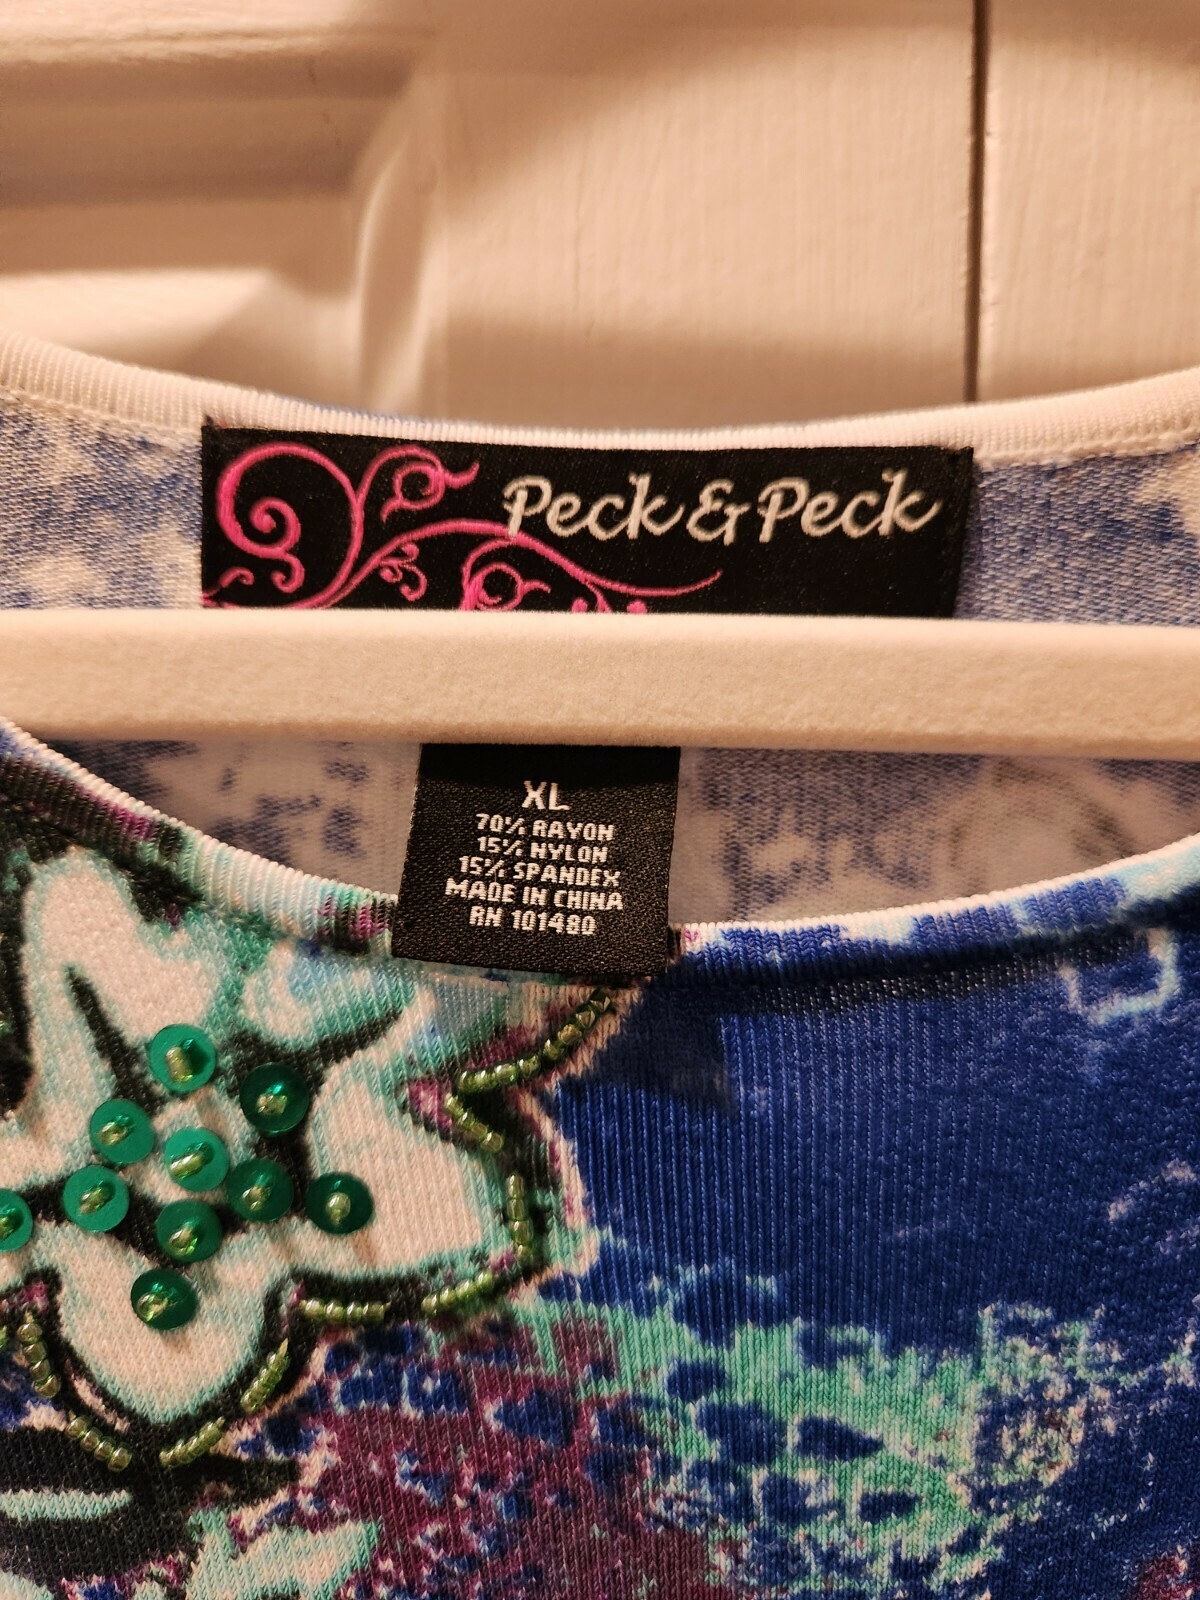 Peck & Peck
XL
70% RAYON
15% NYLON
15% SPANDEX
MADE IN CHINA
RN 101480